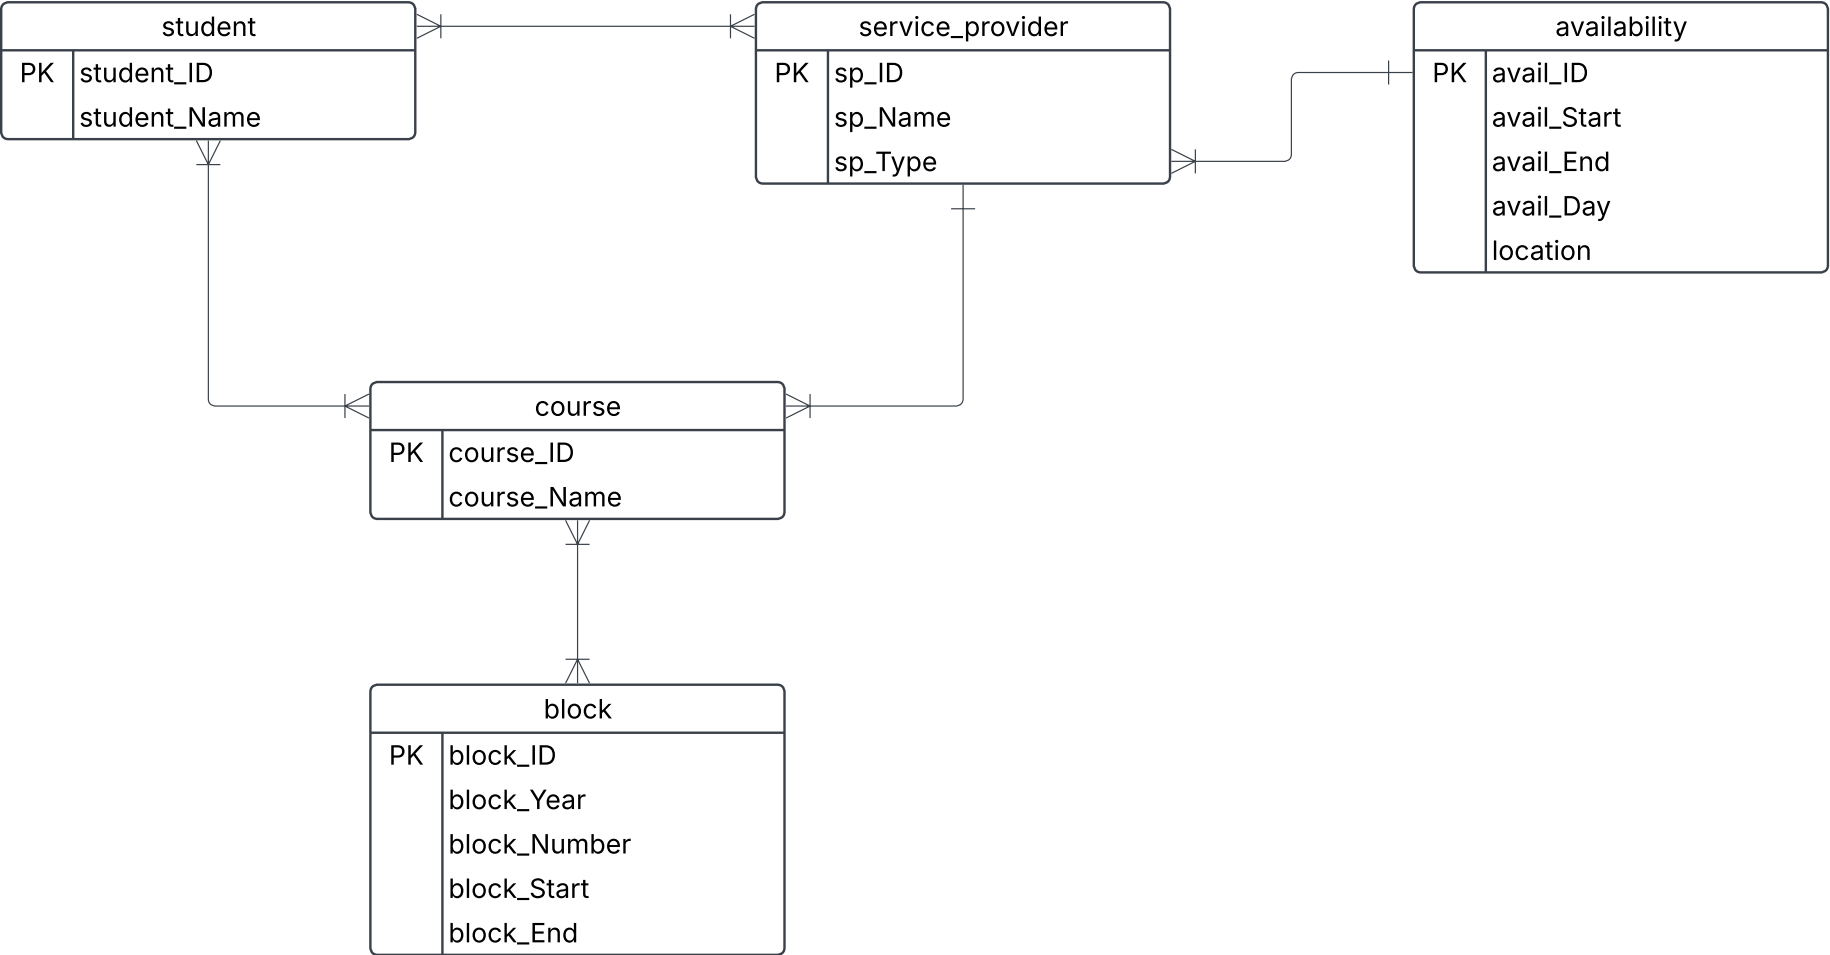 student
PK student_ID
student_Name
service_provider
PK sp_ID
sp_Name
sp_Type
availability
PK avail_ID
avail_Start
avail_End
avail_Day
location
course
PK course_ID
course_Name
block
PK block_ID
block_Year
block_Number
block_Start
block_End